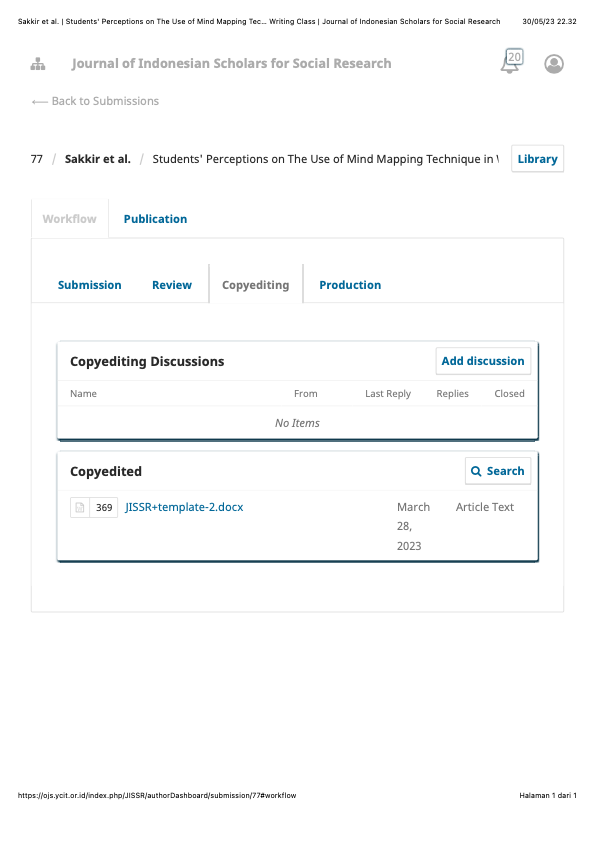 Sakkir et al. | Students' Perceptions on The Use of Mind Mapping Tec... Writing Class | Journal of Indonesian Scholars for Social Research 30/05/23 22.32
Journal of Indonesian Scholars for Social Research 20
⟵ Back to Submissions
77 / Sakkir et al. / Students' Perceptions on The Use of Mind Mapping Technique in Library
Workflow Publication
Submission Review Copyediting Production
Copyediting Discussions Add discussion
Name From Last Reply Replies Closed
No Items
Copyedited Search
369 JISSR+template-2.docx March Article Text
28,
2023
https://ojs.ycit.or.id/index.php/JISSR/authorDashboard/submission/77#workflow Halaman 1 dari 1